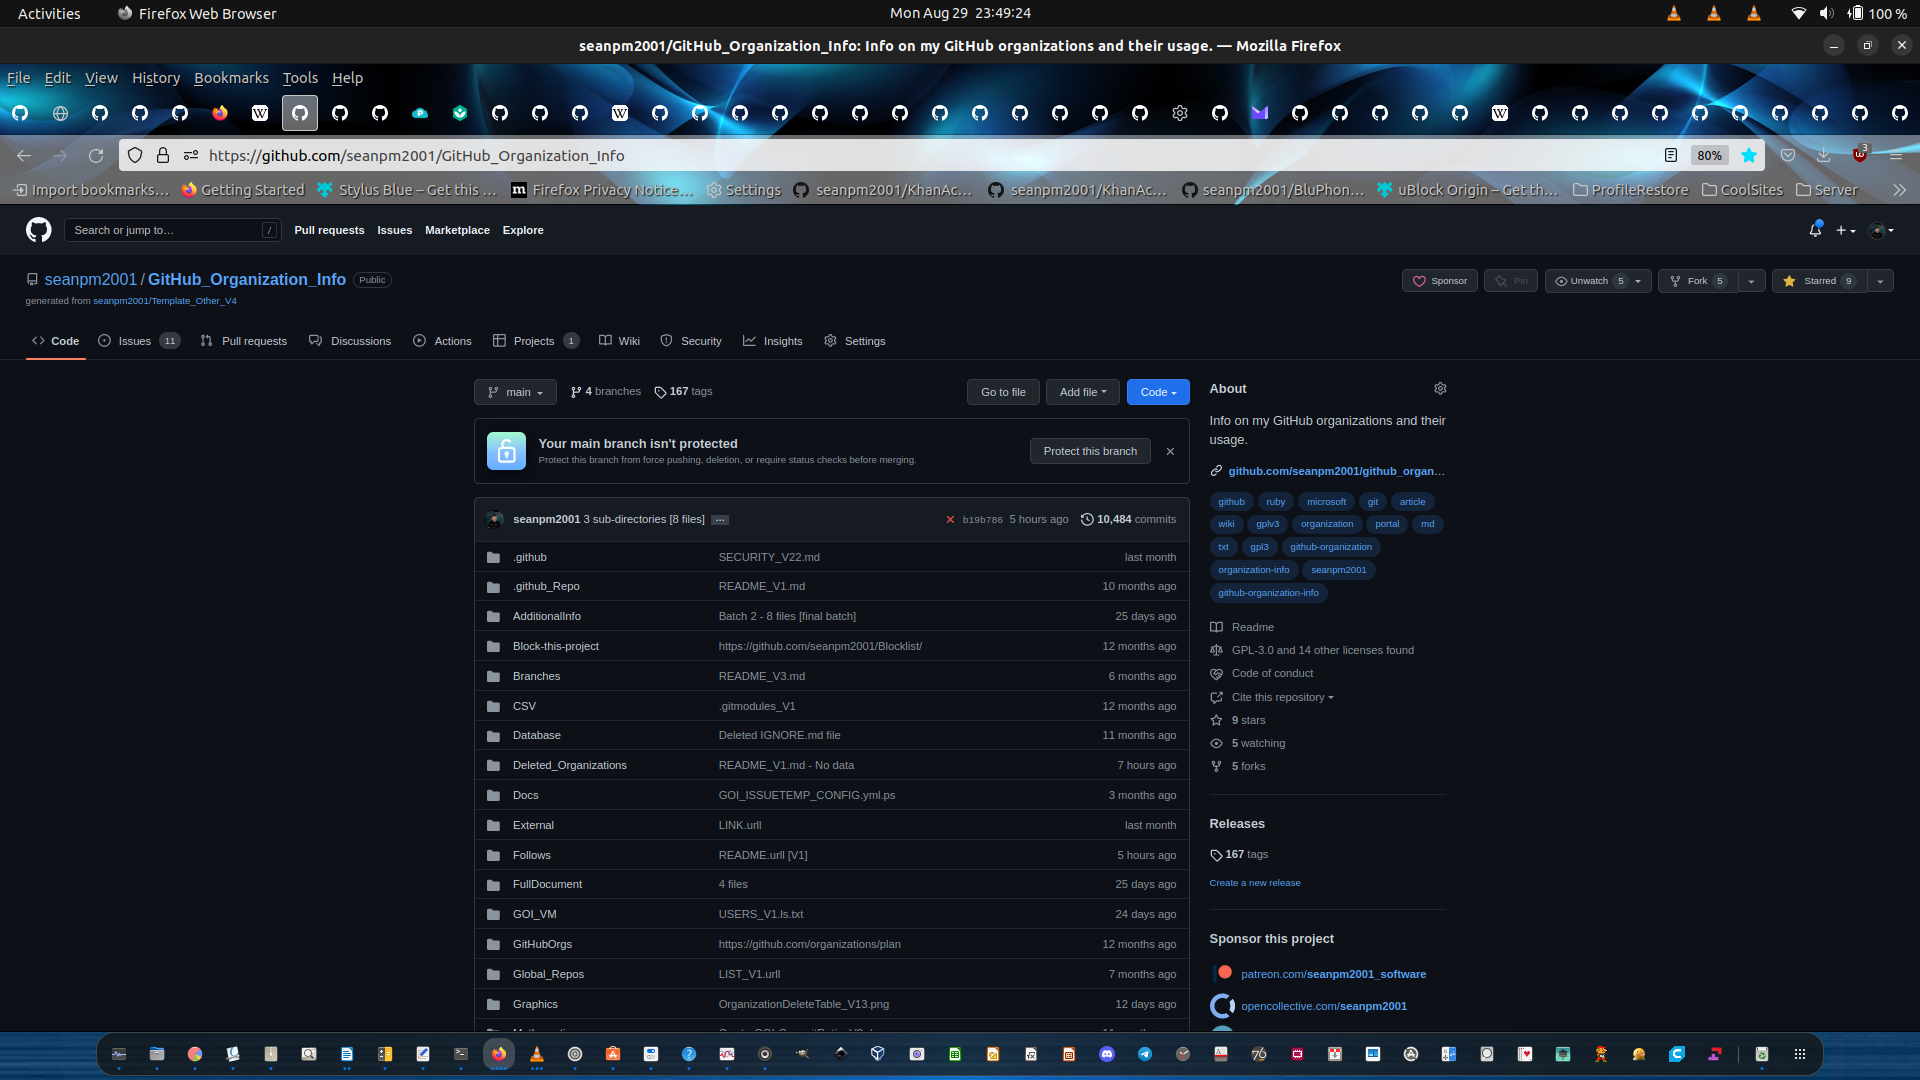 Activities Firefox Web Browser Mon Aug 29 23:49:24 100 %
seanpm2001/GitHub_Organization_Info: Info on my GitHub organizations and their usage. — Mozilla Firefox
File Edit View History Bookmarks Tools Help
https://github.com/seanpm2001/GitHub_Organization_Info 80% 3
Import bookmarks… Getting Started Stylus Blue – Get this … Firefox Privacy Notice… Settings seanpm2001/KhanAc… seanpm2001/KhanAc… seanpm2001/BluPhon… uBlock Origin – Get th… ProfileRestore CoolSites Server
Search or jump to… / Pull requests Issues Marketplace Explore
seanpm2001 / GitHub_Organization_Info Public
Sponsor Pin Unwatch 5 Fork 5 Starred 9
generated from seanpm2001/Template_Other_V4
Code Issues 11 Pull requests Discussions Actions Projects 1 Wiki Security Insights Settings
main 4 branches 167 tags Go to file Add file Code
Your main branch isn't protected
Protect this branch from force pushing, deletion, or require status checks before merging.
Protect this branch
seanpm2001 3 sub-directories [8 files] … b19b786 5 hours ago 10,484 commits
.github SECURITY_V22.md last month
.github_Repo README_V1.md 10 months ago
AdditionalInfo Batch 2 - 8 files [final batch] 25 days ago
Block-this-project https://github.com/seanpm2001/Blocklist/ 12 months ago
Branches README_V3.md 6 months ago
CSV .gitmodules_V1 12 months ago
Database Deleted IGNORE.md file 11 months ago
Deleted_Organizations README_V1.md - No data 7 hours ago
Docs GOI_ISSUETEMP_CONFIG.yml.ps 3 months ago
External LINK.urll last month
Follows README.urll [V1] 5 hours ago
FullDocument 4 files 25 days ago
GOI_VM USERS_V1.ls.txt 24 days ago
GitHubOrgs https://github.com/organizations/plan 12 months ago
Global_Repos LIST_V1.urll 7 months ago
Graphics OrganizationDeleteTable_V13.png 12 days ago
About
Info on my GitHub organizations and their
usage.
github.com/seanpm2001/github_organ…
github ruby microsoft git article
wiki gplv3 organization portal md
txt gpl3 github-organization
organization-info seanpm2001
github-organization-info
Readme
GPL-3.0 and 14 other licenses found
Code of conduct
Cite this repository
9 stars
5 watching
5 forks
Releases
167 tags
Create a new release
Sponsor this project
patreon.com/seanpm2001_software
opencollective.com/seanpm2001